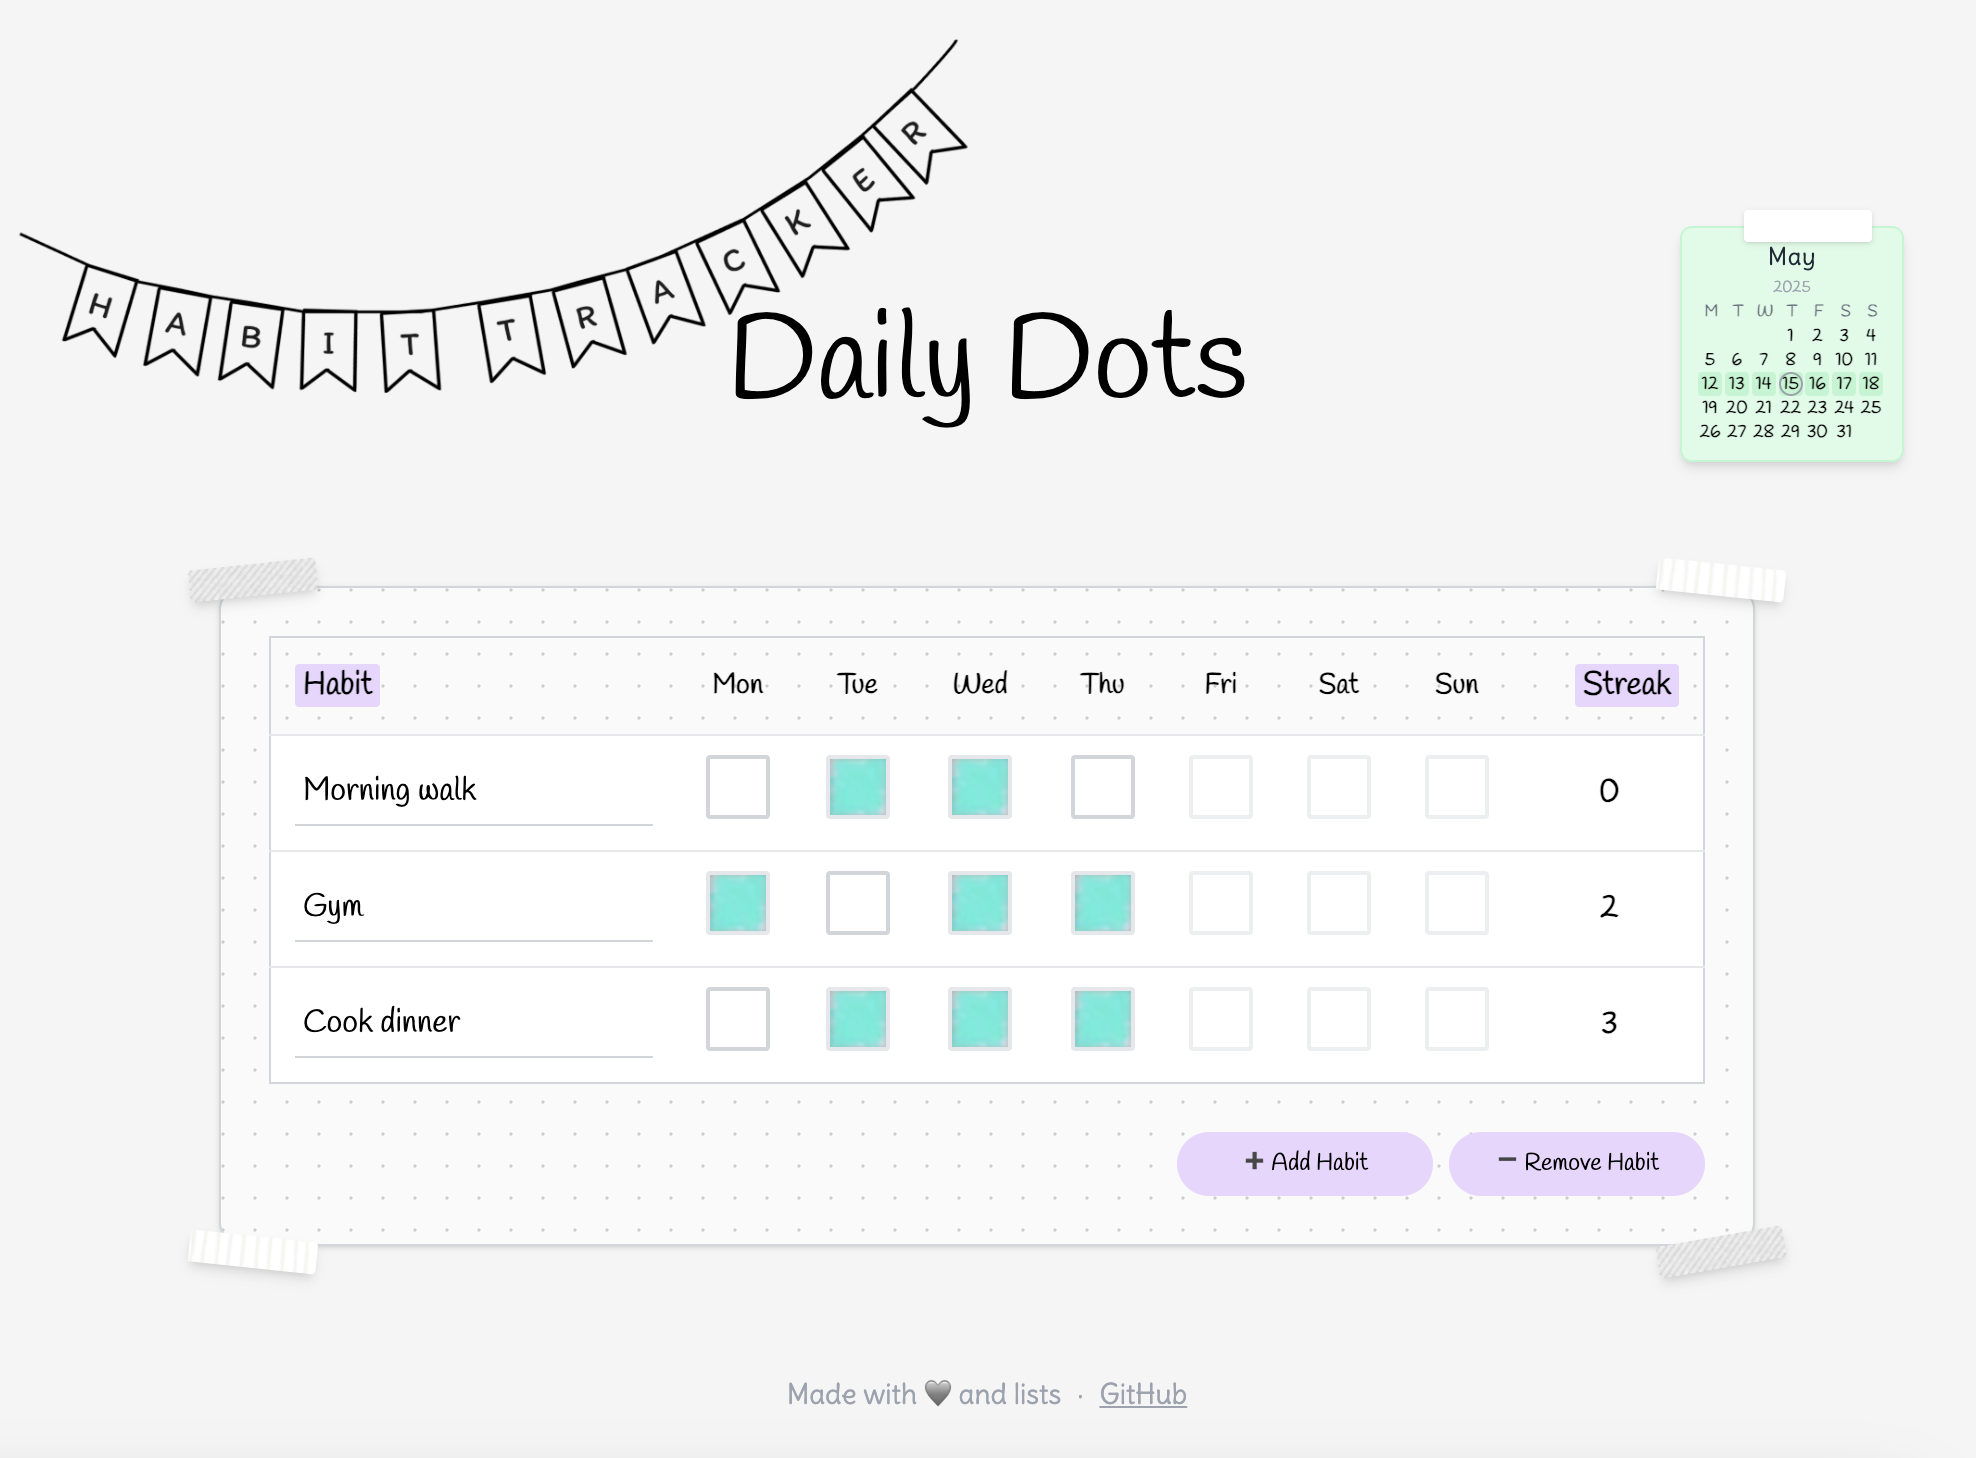 HABIT TRACKER
Daily Dots
May
2025
M T W T F S S
1 2 3 4
5 6 7 8 9 10 11
12 13 14 15 16 17 18
19 20 21 22 23 24 25
26 27 28 29 30 31
Habit Mon Tue Wed Thu Fri Sat Sun Streak
Morning walk 0
Gym 2
Cook dinner 3
+ Add Habit − Remove Habit
Made with 🖤 and lists · GitHub